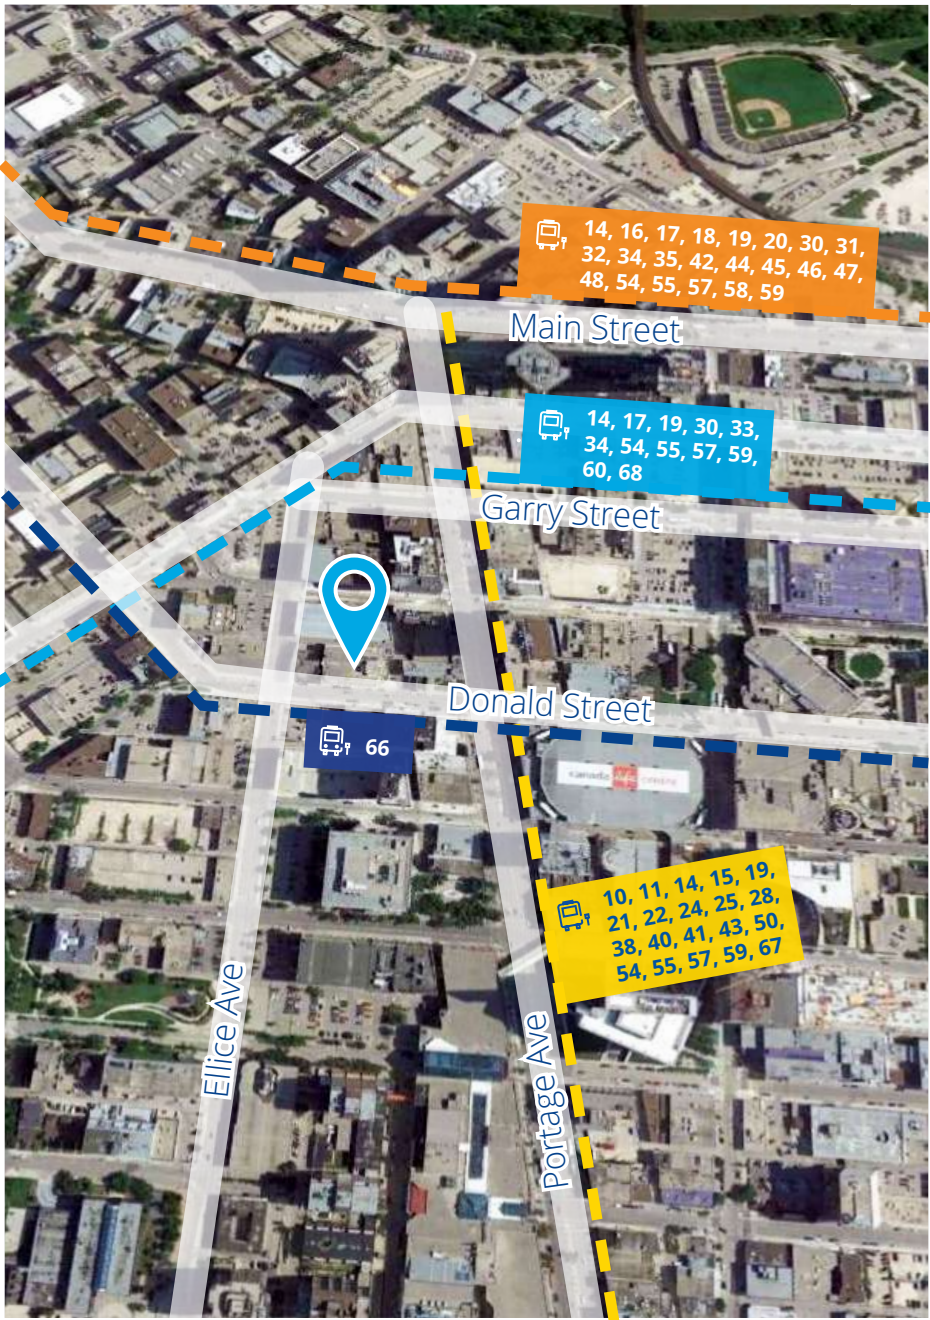 14, 16, 17, 18, 19, 20, 30, 31,
32, 34, 35, 42, 44, 45, 46, 47,
48, 54, 55, 57, 58, 59
Main Street
14, 17, 19, 30, 33,
34, 54, 55, 57, 59,
60, 68
Garry Street
Donald Street
66
canada life centre
10, 11, 14, 15, 19,
21, 22, 24, 25, 28,
38, 40, 41, 43, 50,
54, 55, 57, 59, 67
Ellice Ave
Portage Ave